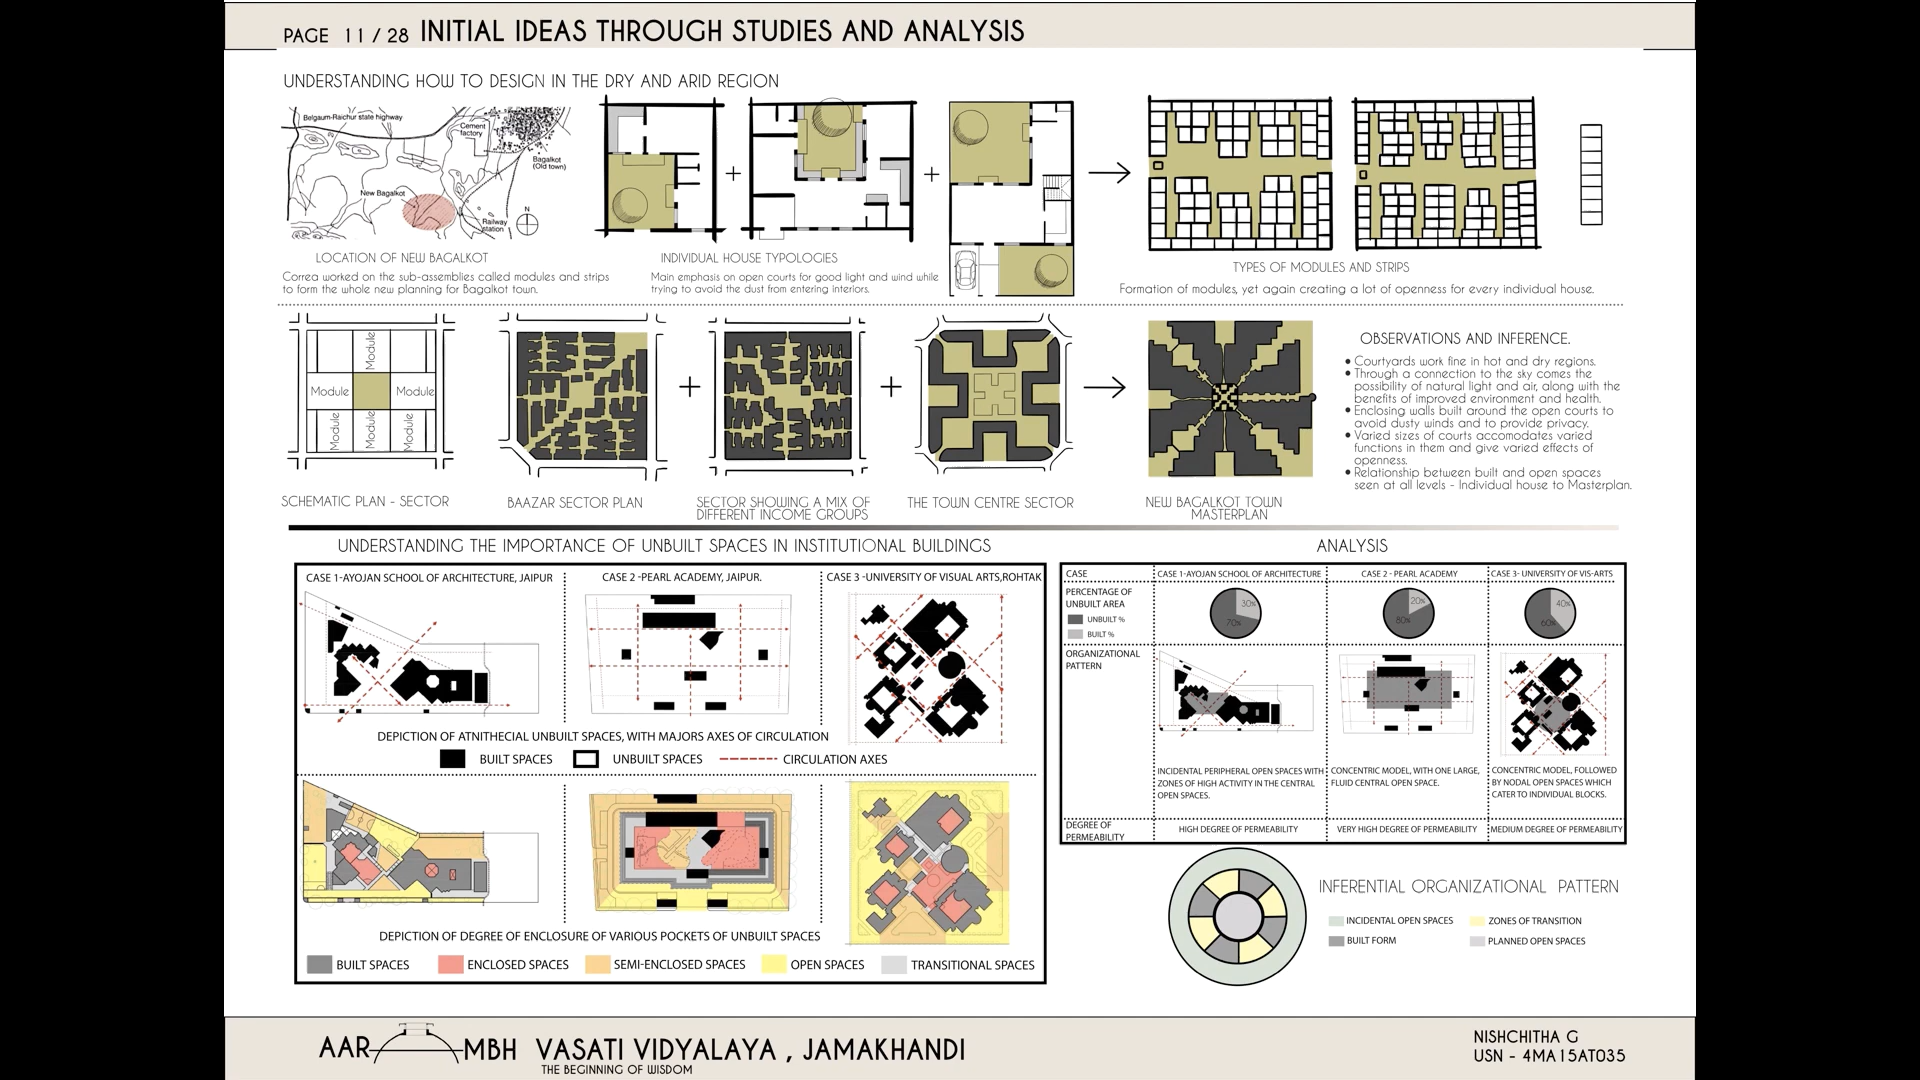 PAGE 11 / 28 INITIAL IDEAS THROUGH STUDIES AND ANALYSIS
UNDERSTANDING HOW TO DESIGN IN THE DRY AND ARID REGION
Belgaum-Raichur state highway
Cement
factory
Bagalkot
(Old town)
New Bagalkot
N
Railway
station
LOCATION OF NEW BAGALKOT
Correa worked on the sub-assemblies called modules and strips
to form the whole new planning for Bagalkot town.
+
+
INDIVIDUAL HOUSE TYPOLOGIES
Main emphasis on open courts for good light and wind while
trying to avoid the dust from entering interiors.
TYPES OF MODULES AND STRIPS
Formation of modules, yet again creating a lot of openness for every individual house.
Module
Module
Module
Module
Module
Module
+
+
SCHEMATIC PLAN - SECTOR
BAAZAR SECTOR PLAN
SECTOR SHOWING A MIX OF
DIFFERENT INCOME GROUPS
THE TOWN CENTRE SECTOR
NEW BAGALKOT TOWN
MASTERPLAN
OBSERVATIONS AND INFERENCE.
• Courtyards work fine in hot and dry regions.
• Through a connection to the sky comes the
possibility of natural light and air, along with the
benefits of improved environment and health.
• Enclosing walls built around the open courts to
avoid dusty winds and to provide privacy.
• Varied sizes of courts accomodates varied
functions in them and give varied effects of
openness.
• Relationship between built and open spaces
seen at all levels - Individual house to Masterplan.
UNDERSTANDING THE IMPORTANCE OF UNBUILT SPACES IN INSTITUTIONAL BUILDINGS
CASE 1-AYOJAN SCHOOL OF ARCHITECTURE, JAIPUR
CASE 2 -PEARL ACADEMY, JAIPUR.
CASE 3 -UNIVERSITY OF VISUAL ARTS,ROHTAK
DEPICTION OF ATNITHECIAL UNBUILT SPACES, WITH MAJORS AXES OF CIRCULATION
BUILT SPACES
UNBUILT SPACES
CIRCULATION AXES
DEPICTION OF DEGREE OF ENCLOSURE OF VARIOUS POCKETS OF UNBUILT SPACES
BUILT SPACES
ENCLOSED SPACES
SEMI-ENCLOSED SPACES
OPEN SPACES
TRANSITIONAL SPACES
ANALYSIS
CASE
CASE 1-AYOJAN SCHOOL OF ARCHITECTURE
CASE 2 - PEARL ACADEMY
CASE 3- UNIVERSITY OF VIS-ARTS
PERCENTAGE OF
UNBUILT AREA
UNBUILT %
BUILT %
30%
70%
20%
80%
40%
60%
ORGANIZATIONAL
PATTERN
INCIDENTAL PERIPHERAL OPEN SPACES WITH
ZONES OF HIGH ACTIVITY IN THE CENTRAL
OPEN SPACES.
CONCENTRIC MODEL, WITH ONE LARGE,
FLUID CENTRAL OPEN SPACE.
CONCENTRIC MODEL, FOLLOWED
BY NODAL OPEN SPACES WHICH
CATER TO INDIVIDUAL BLOCKS.
DEGREE OF
PERMEABILITY
HIGH DEGREE OF PERMEABILITY
VERY HIGH DEGREE OF PERMEABILITY
MEDIUM DEGREE OF PERMEABILITY
INFERENTIAL ORGANIZATIONAL PATTERN
INCIDENTAL OPEN SPACES
ZONES OF TRANSITION
BUILT FORM
PLANNED OPEN SPACES
AAR MBH VASATI VIDYALAYA , JAMAKHANDI
THE BEGINNING OF WISDOM
NISHCHITHA G
USN - 4MA15AT035